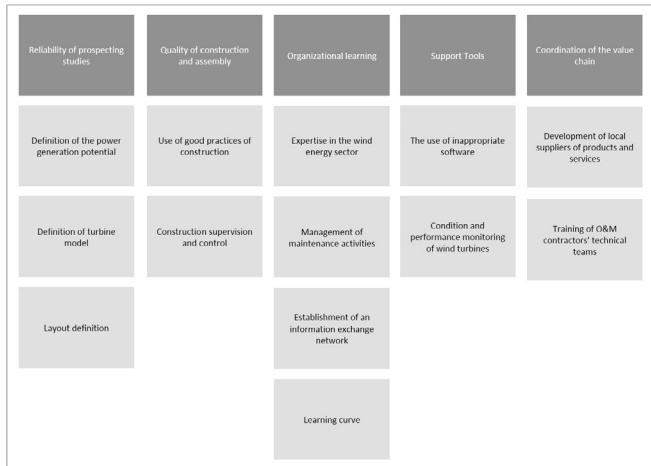 Reliability of prospecting
studies
Quality of construction
and assembly
Organizational learning
Support Tools
Coordination of the value
chain
Definition of the power
generation potential
Use of good practices of
construction
Expertise in the wind
energy sector
The use of inappropriate
software
Development of local
suppliers of products and
services
Definition of turbine
model
Construction supervision
and control
Management of
maintenance activities
Condition and
performance monitoring
of wind turbines
Training of O&M
contractors' technical
teams
Layout definition
Establishment of an
information exchange
network
Learning curve